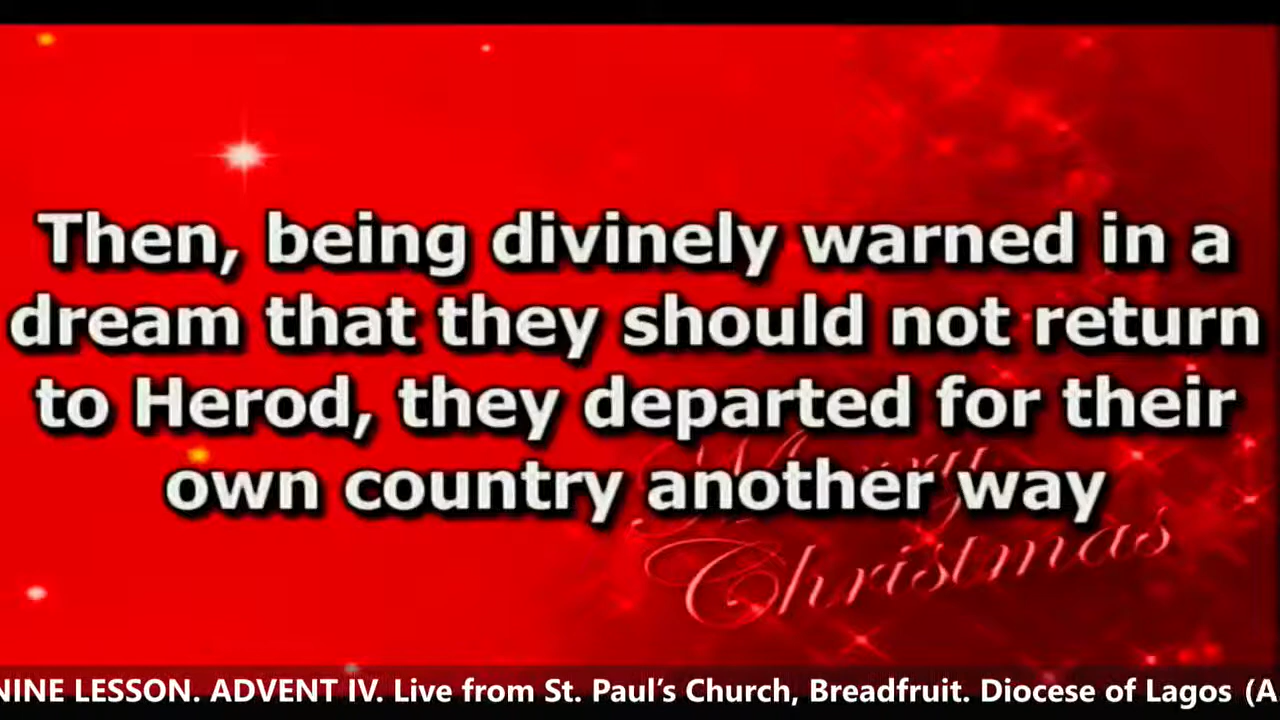 Then, being divinely warned in a
dream that they should not return
to Herod, they departed for their
own country another way
Merry
Christmas
NINE LESSON. ADVENT IV. Live from St. Paul’s Church, Breadfruit. Diocese of Lagos (A